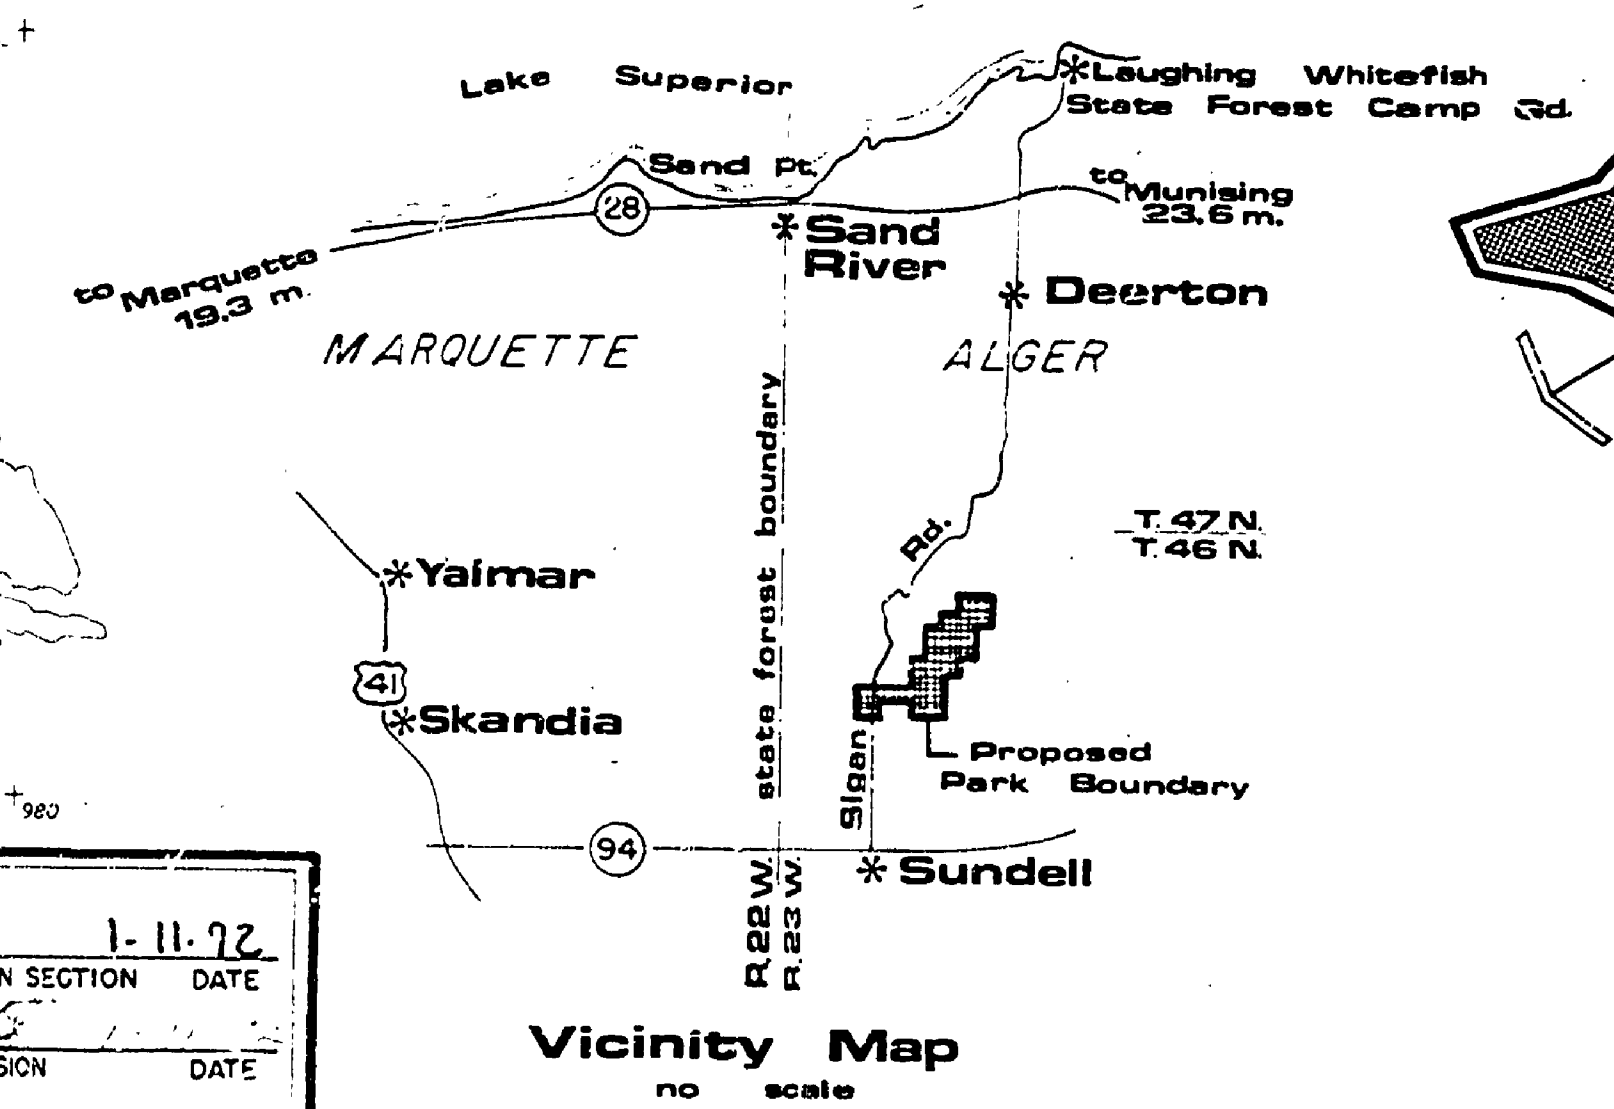 Lake Superior
Laughing Whitefish
State Forest Camp Gd.
Sand Pt.
to
Munising
23.6 m.
28
Sand
River
to Marquette
19.3 m.
Deerton
MARQUETTE
ALGER
state forest boundary
T. 47 N.
T. 46 N.
Rd.
Yalmar
41
Skandia
Slgan
Proposed
Park Boundary
980
94
Sundell
R.22 W.
R.23 W.
1-11-72
N SECTION DATE
SION DATE
Vicinity Map
no scale